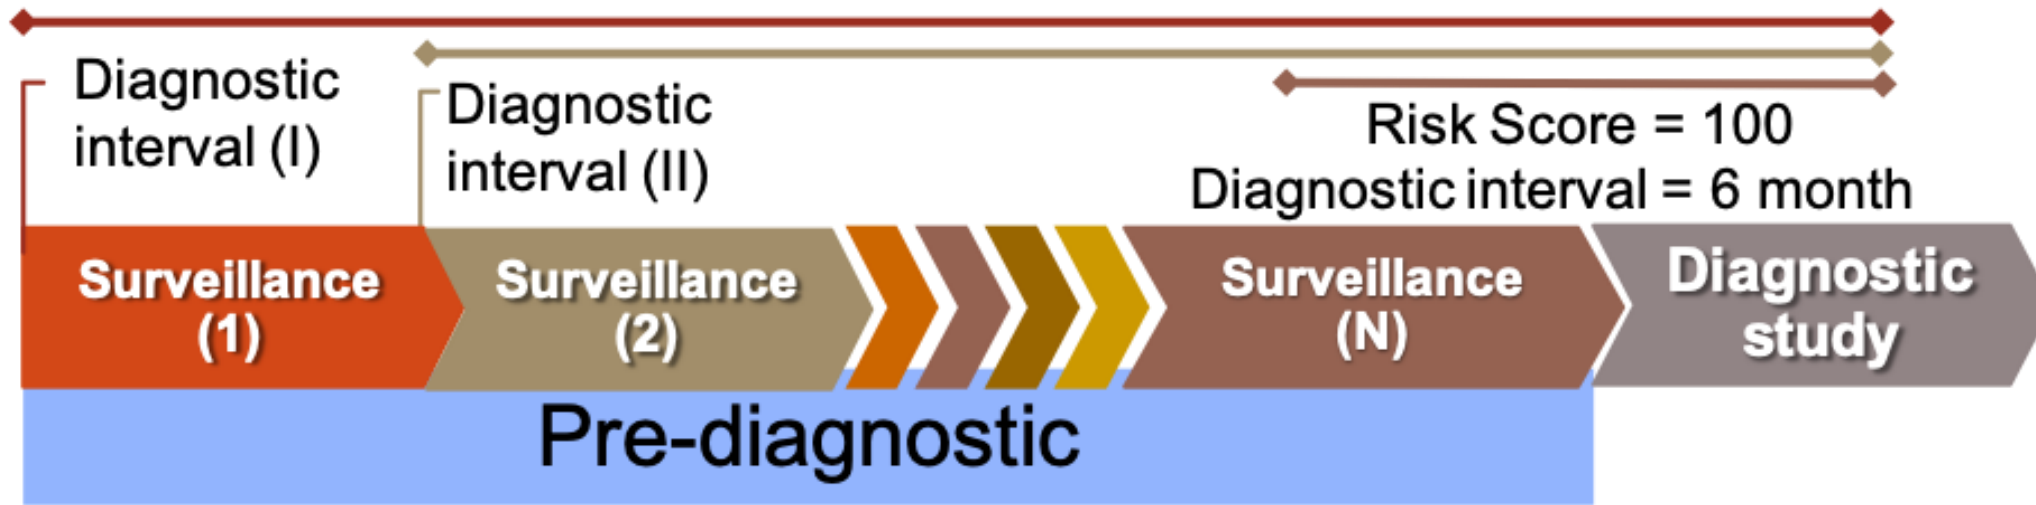 Diagnostic
interval (I)
Diagnostic
interval (II)
Risk Score = 100
Diagnostic interval = 6 month
Surveillance
(1)
Surveillance
(2)
Surveillance
(N)
Diagnostic
study
Pre-diagnostic